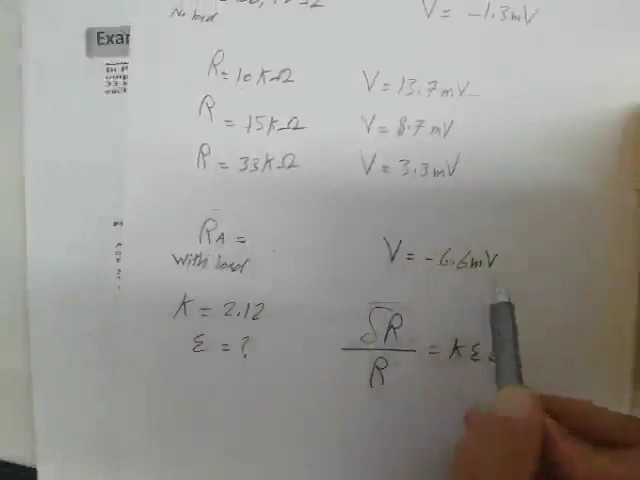 No load V = -1.3mV
Exam
R = 10KΩ V = 13.7mV
R = 15KΩ V = 8.7mV
R = 33KΩ V = 3.3mV
RA = V = -6.6mV
With load
K = 2.12 δR/R = Kε
ε = ?